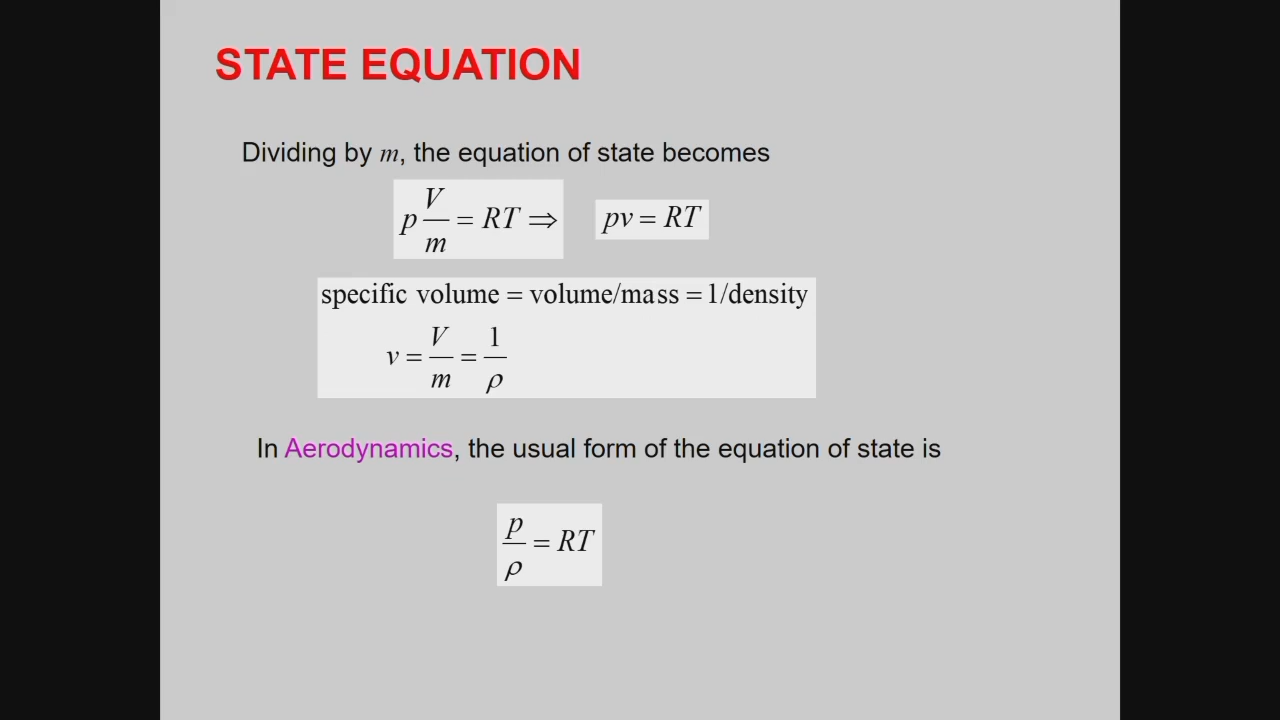 STATE EQUATION
Dividing by m, the equation of state becomes
p V/m = RT ⇒ pv = RT
specific volume = volume/mass = 1/density
v = V/m = 1/ρ
In Aerodynamics, the usual form of the equation of state is
p/ρ = RT